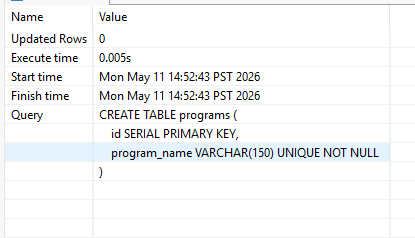 Name Value
Updated Rows 0
Execute time 0.005s
Start time Mon May 11 14:52:43 PST 2026
Finish time Mon May 11 14:52:43 PST 2026
Query CREATE TABLE programs (
id SERIAL PRIMARY KEY,
program_name VARCHAR(150) UNIQUE NOT NULL
)